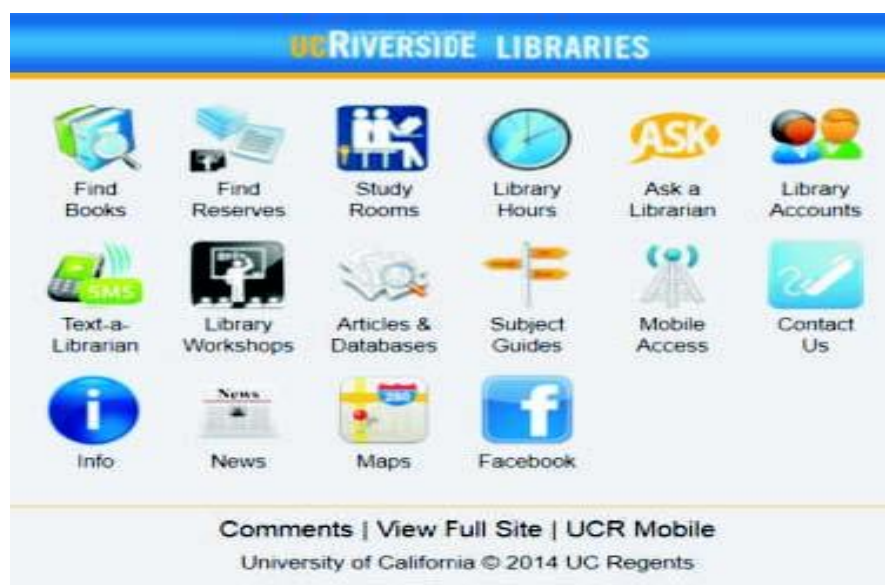 UCRIVERSIDE LIBRARIES
ASK
Find Books
Find Reserves
Study Rooms
Library Hours
Ask a Librarian
Library Accounts
SMS
Text-a-Librarian
Library Workshops
Articles & Databases
Subject Guides
Mobile Access
Contact Us
i
News
280
f
Info
News
Maps
Facebook
Comments | View Full Site | UCR Mobile
University of California © 2014 UC Regents